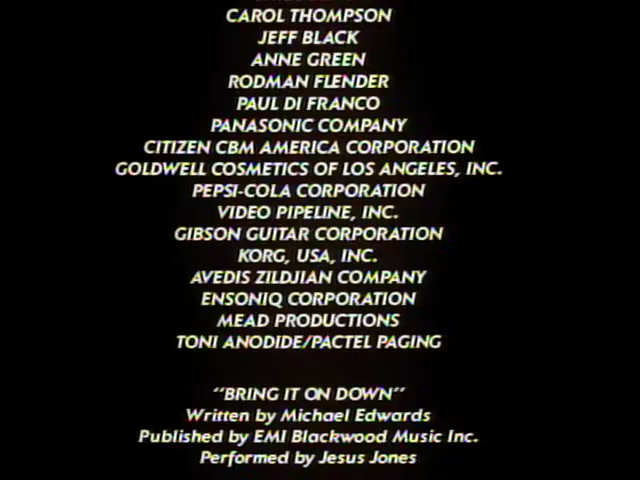 CAROL THOMPSON
JEFF BLACK
ANNE GREEN
RODMAN FLENDER
PAUL DI FRANCO
PANASONIC COMPANY
CITIZEN CBM AMERICA CORPORATION
GOLDWELL COSMETICS OF LOS ANGELES, INC.
PEPSI-COLA CORPORATION
VIDEO PIPELINE, INC.
GIBSON GUITAR CORPORATION
KORG, USA, INC.
AVEDIS ZILDJIAN COMPANY
ENSONIQ CORPORATION
MEAD PRODUCTIONS
TONI ANODIDE/PACTEL PAGING
"BRING IT ON DOWN"
Written by Michael Edwards
Published by EMI Blackwood Music Inc.
Performed by Jesus Jones